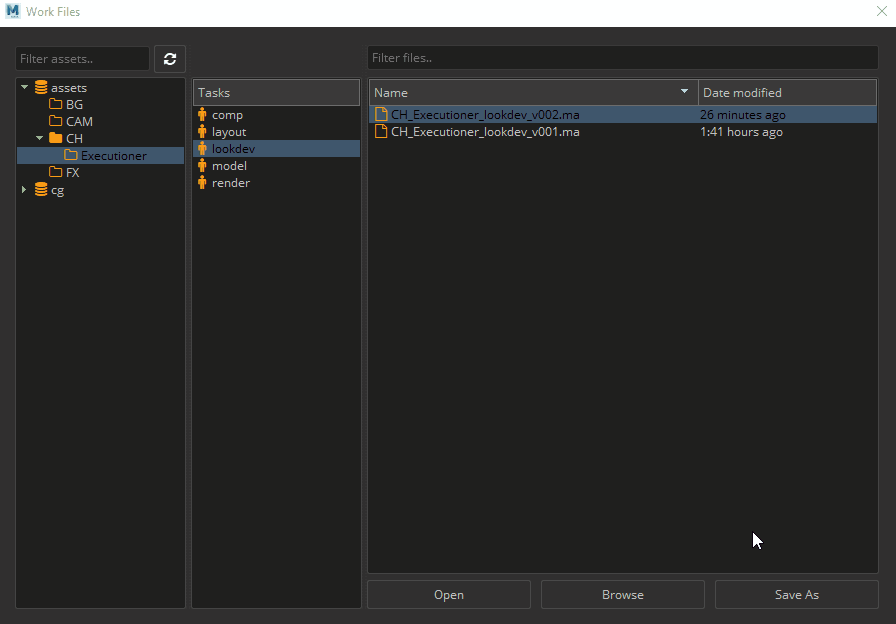 Work Files
Filter assets..
assets
BG
CAM
CH
Executioner
FX
cg
Tasks
comp
layout
lookdev
model
render
Filter files..
Name Date modified
CH_Executioner_lookdev_v002.ma 26 minutes ago
CH_Executioner_lookdev_v001.ma 1:41 hours ago
Open Browse Save As